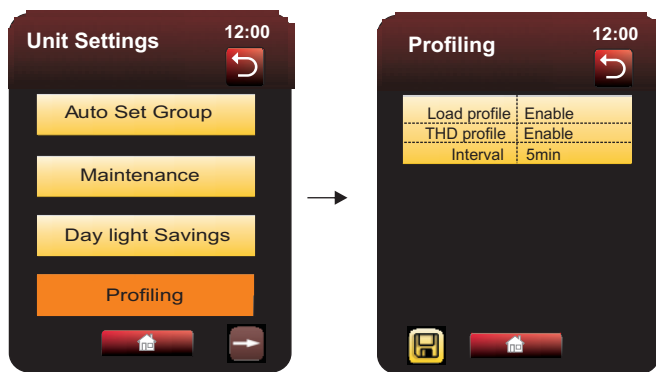 Unit Settings
12:00
Auto Set Group
Maintenance
Day light Savings
Profiling
Profiling
12:00
Load profile Enable
THD profile Enable
Interval 5min